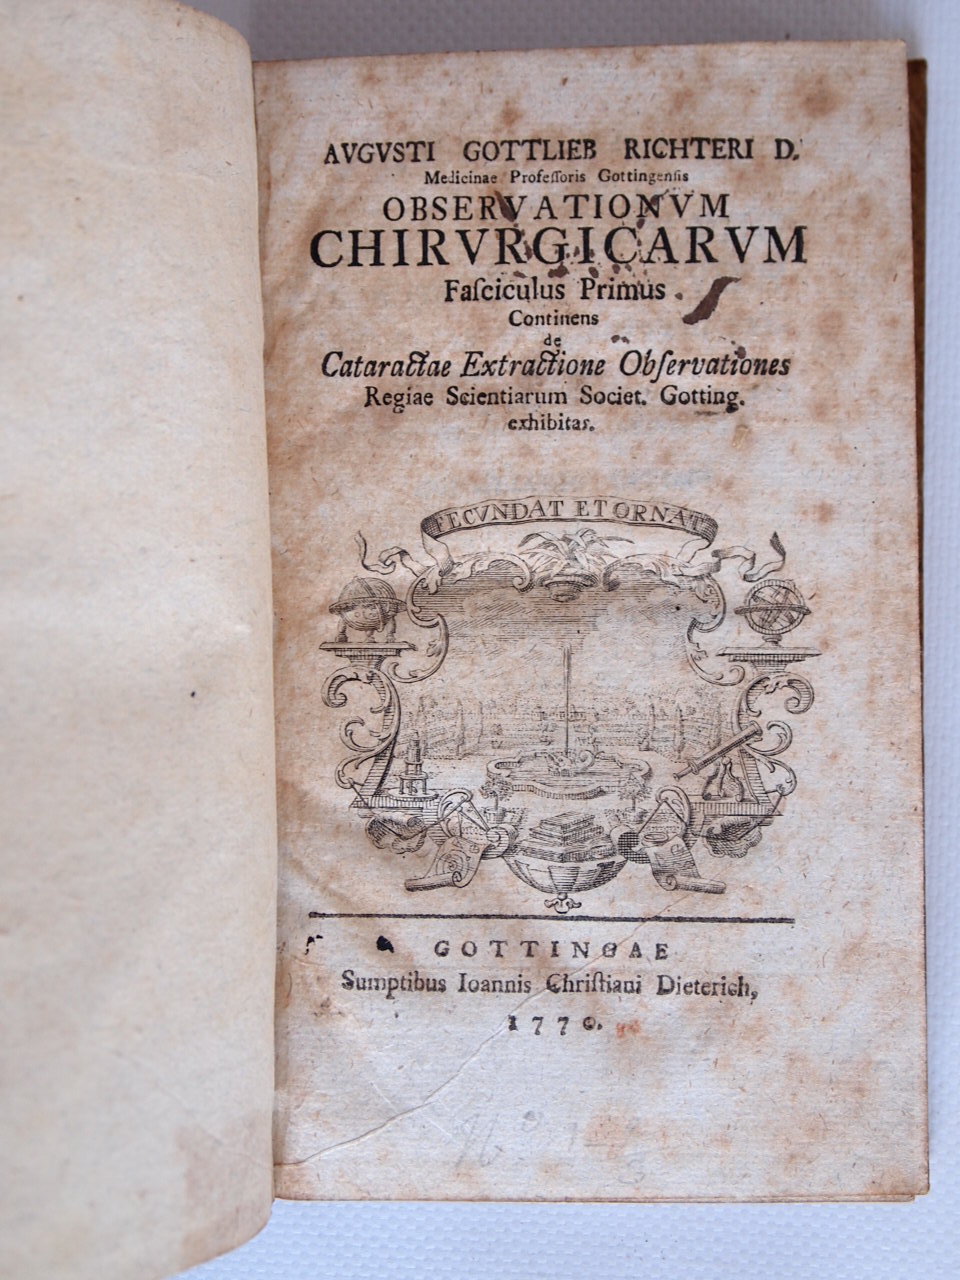 AVGVSTI GOTTLIEB RICHTERI D.
Medicinae Profeſſoris Gottingenſis
OBSERVATIONVM
CHIRVRGICARVM
Faſciculus Primus.
Continens
de
Cataractae Extractione Obſervationes
Regiae Scientiarum Societ. Gotting.
exhibitas.
FECVNDAT ET ORNAT
GOTTINGAE
Sumptibus Ioannis Chriſtiani Dieterich,
1770.